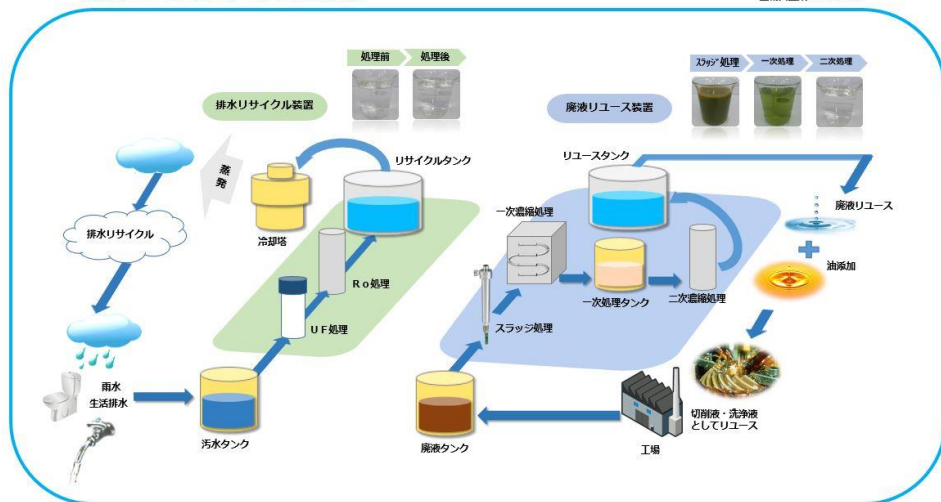 処理前
処理後
排水リサイクル装置
リサイクルタンク
蒸発
冷却塔
排水リサイクル
Ro処理
UF処理
雨水
生活排水
汚水タンク
スラッジ処理
一次処理
二次処理
廃液リユース装置
リユースタンク
一次濃縮処理
廃液リユース
油添加
一次処理タンク
二次濃縮処理
スラッジ処理
切削液・洗浄液
としてリユース
廃液タンク
工場